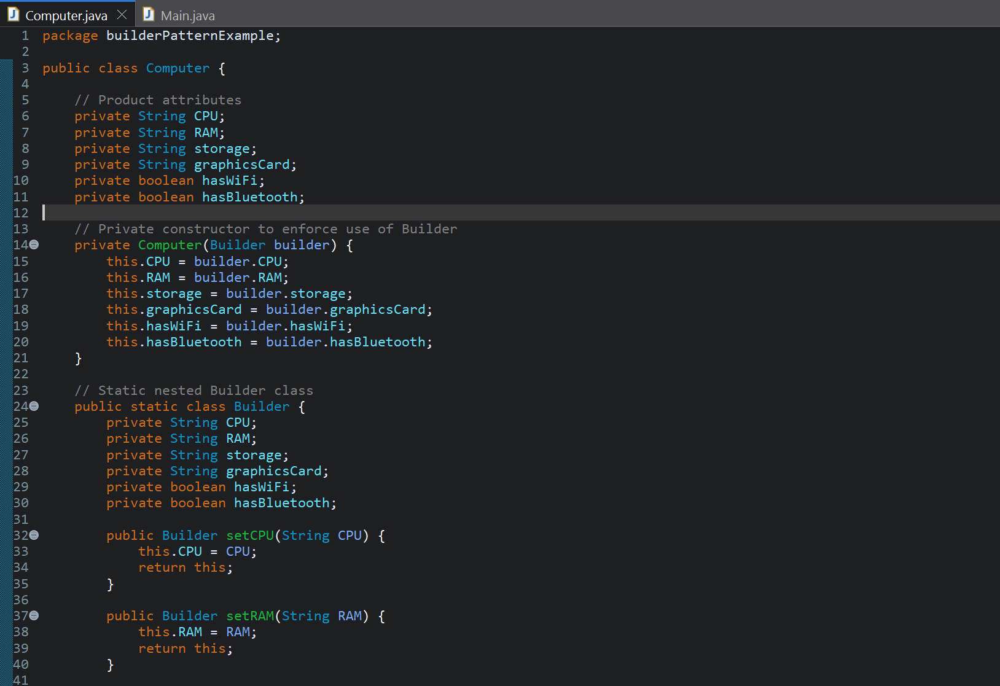 Computer.java
Main.java
1 package builderPatternExample;
2
3 public class Computer {
4
5 // Product attributes
6 private String CPU;
7 private String RAM;
8 private String storage;
9 private String graphicsCard;
10 private boolean hasWiFi;
11 private boolean hasBluetooth;
12
13 // Private constructor to enforce use of Builder
14 private Computer(Builder builder) {
15 this.CPU = builder.CPU;
16 this.RAM = builder.RAM;
17 this.storage = builder.storage;
18 this.graphicsCard = builder.graphicsCard;
19 this.hasWiFi = builder.hasWiFi;
20 this.hasBluetooth = builder.hasBluetooth;
21 }
22
23 // Static nested Builder class
24 public static class Builder {
25 private String CPU;
26 private String RAM;
27 private String storage;
28 private String graphicsCard;
29 private boolean hasWiFi;
30 private boolean hasBluetooth;
31
32 public Builder setCPU(String CPU) {
33 this.CPU = CPU;
34 return this;
35 }
36
37 public Builder setRAM(String RAM) {
38 this.RAM = RAM;
39 return this;
40 }
41